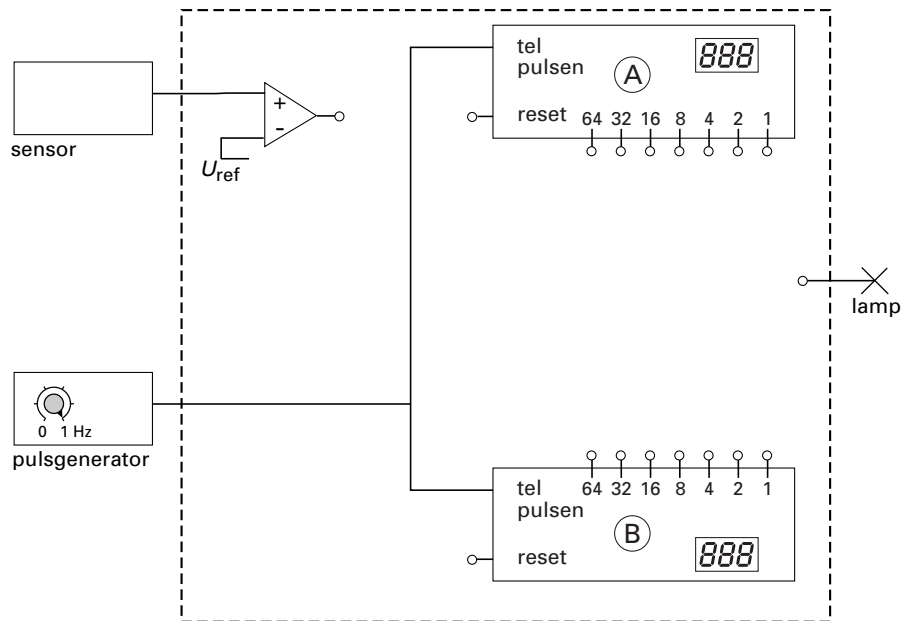 sensor
+
-
Uref
tel
pulsen
A
888
reset
64 32 16 8 4 2 1
lamp
0 1 Hz
pulsgenerator
tel
pulsen
64 32 16 8 4 2 1
B
reset
888